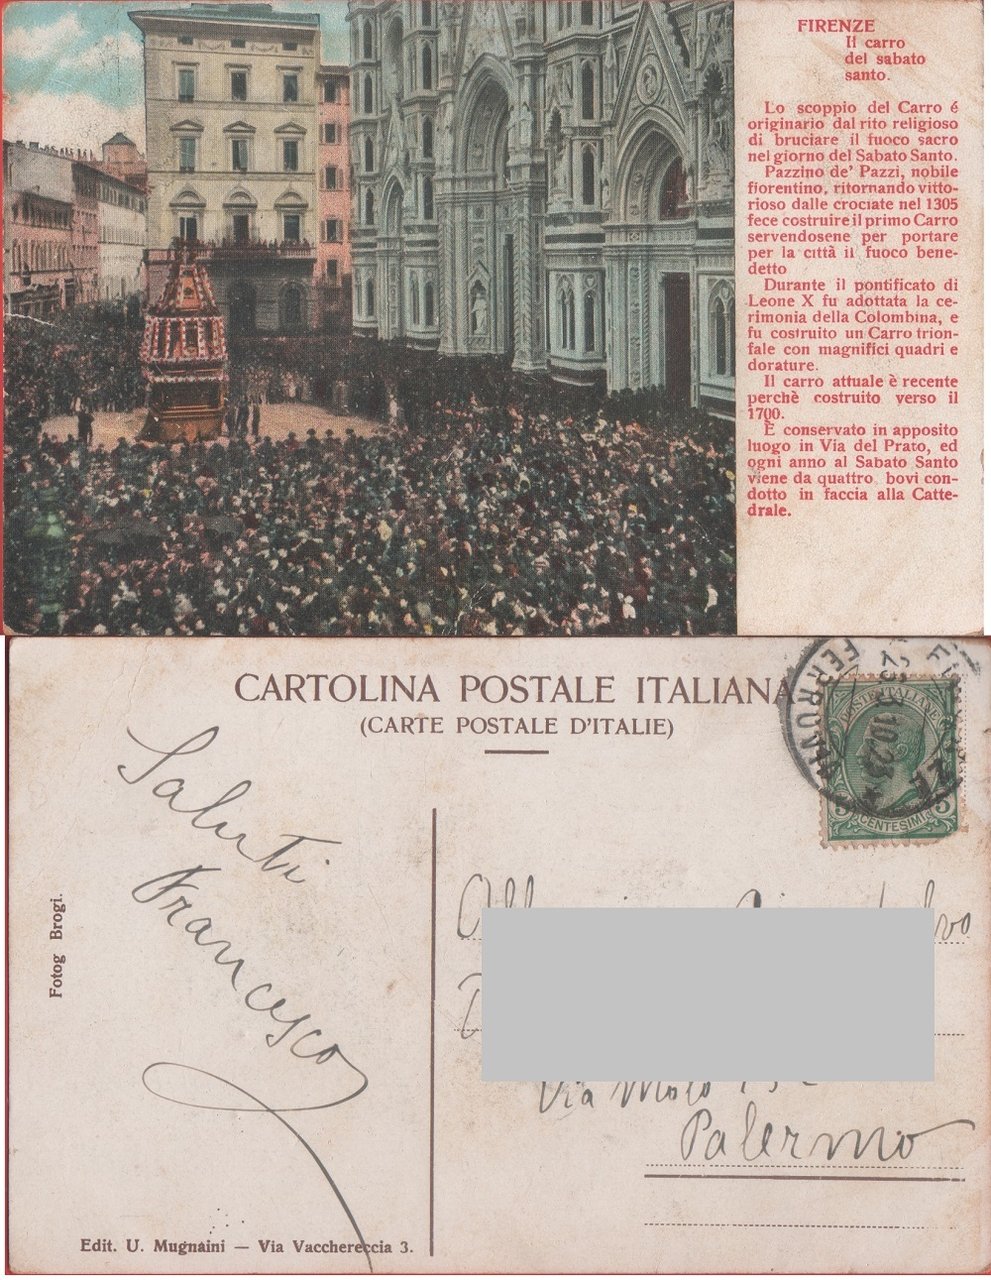 FIRENZE
Il carro
del sabato
santo.
Lo scoppio del Carro é
originario dal rito religioso
di bruciare il fuoco sacro
nel giorno del Sabato Santo.
Pazzino de' Pazzi, nobile
fiorentino, ritornando vitto-
rioso dalle crociate nel 1305
fece costruire il primo Carro
servendosene per portare
per la città il fuoco bene-
detto
Durante il pontificato di
Leone X fu adottata la ce-
rimonia della Colombina, e
fu costruito un Carro trion-
fale con magnifici quadri e
dorature.
Il carro attuale è recente
perchè costruito verso il
1700.
È conservato in apposito
luogo in Via del Prato, ed
ogni anno al Sabato Santo
viene da quattro bovi con-
dotto in faccia alla Catte-
drale.
CARTOLINA POSTALE ITALIANA
(CARTE POSTALE D'ITALIE)
FERROVIA
POSTE ITALIANE
5 CENTESIMI 5
Saluti
Francesco
Fotog Brogi.
Via Molo
Palermo
Edit. U. Mugnaini — Via Vacchereccia 3.